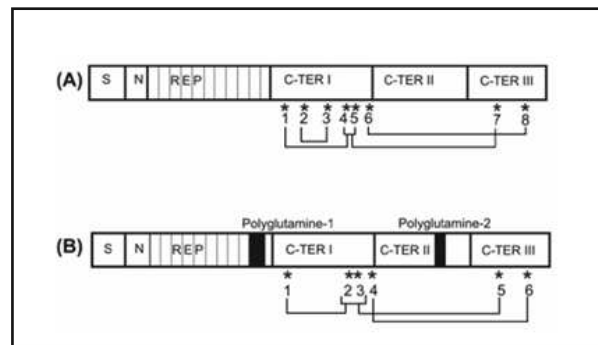 (A) S N REP C-TER I C-TER II C-TER III
* * * * * * * *
1 2 3 4 5 6 7 8
Polyglutamine-1 Polyglutamine-2
(B) S N REP C-TER I C-TER II C-TER III
* * * * * *
1 2 3 4 5 6